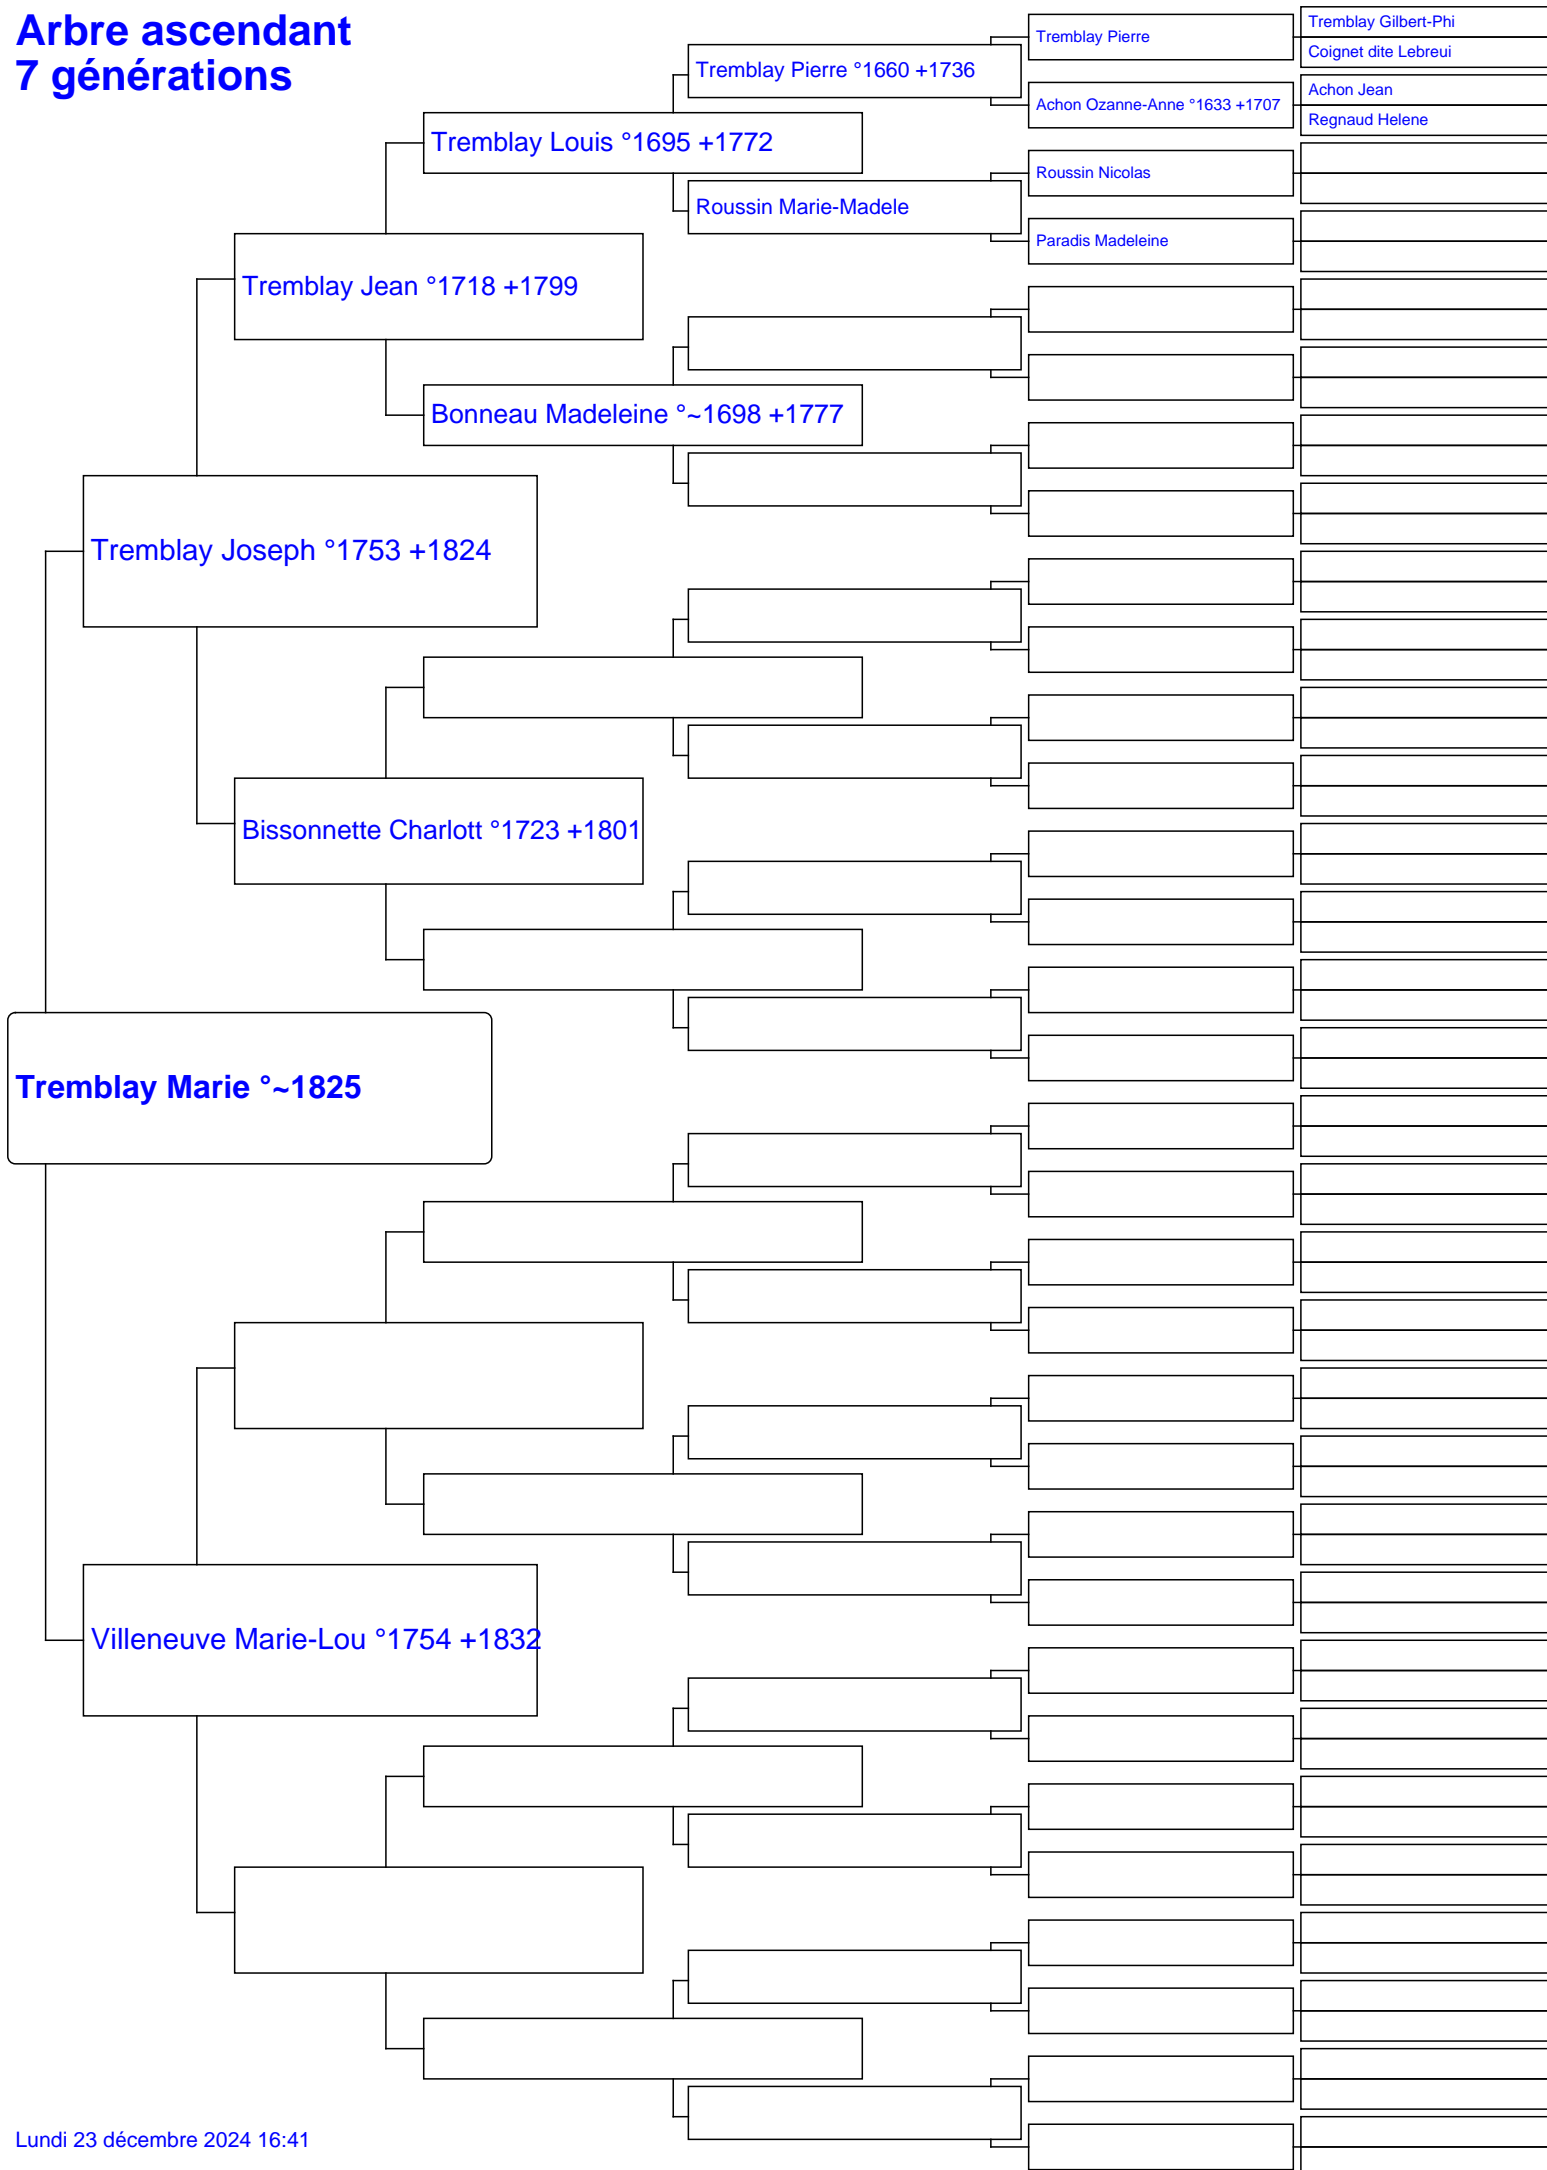 Arbre ascendant
7 générations
Tremblay Gilbert-Phi
Tremblay Pierre
Coignet dite Lebreui
Tremblay Pierre °1660 +1736
Achon Jean
Achon Ozanne-Anne °1633 +1707
Regnaud Helene
Tremblay Louis °1695 +1772
Roussin Nicolas
Roussin Marie-Madele
Paradis Madeleine
Tremblay Jean °1718 +1799
Bonneau Madeleine °~1698 +1777
Tremblay Joseph °1753 +1824
Bissonnette Charlott °1723 +1801
Tremblay Marie °~1825
Villeneuve Marie-Lou °1754 +1832
Lundi 23 décembre 2024 16:41